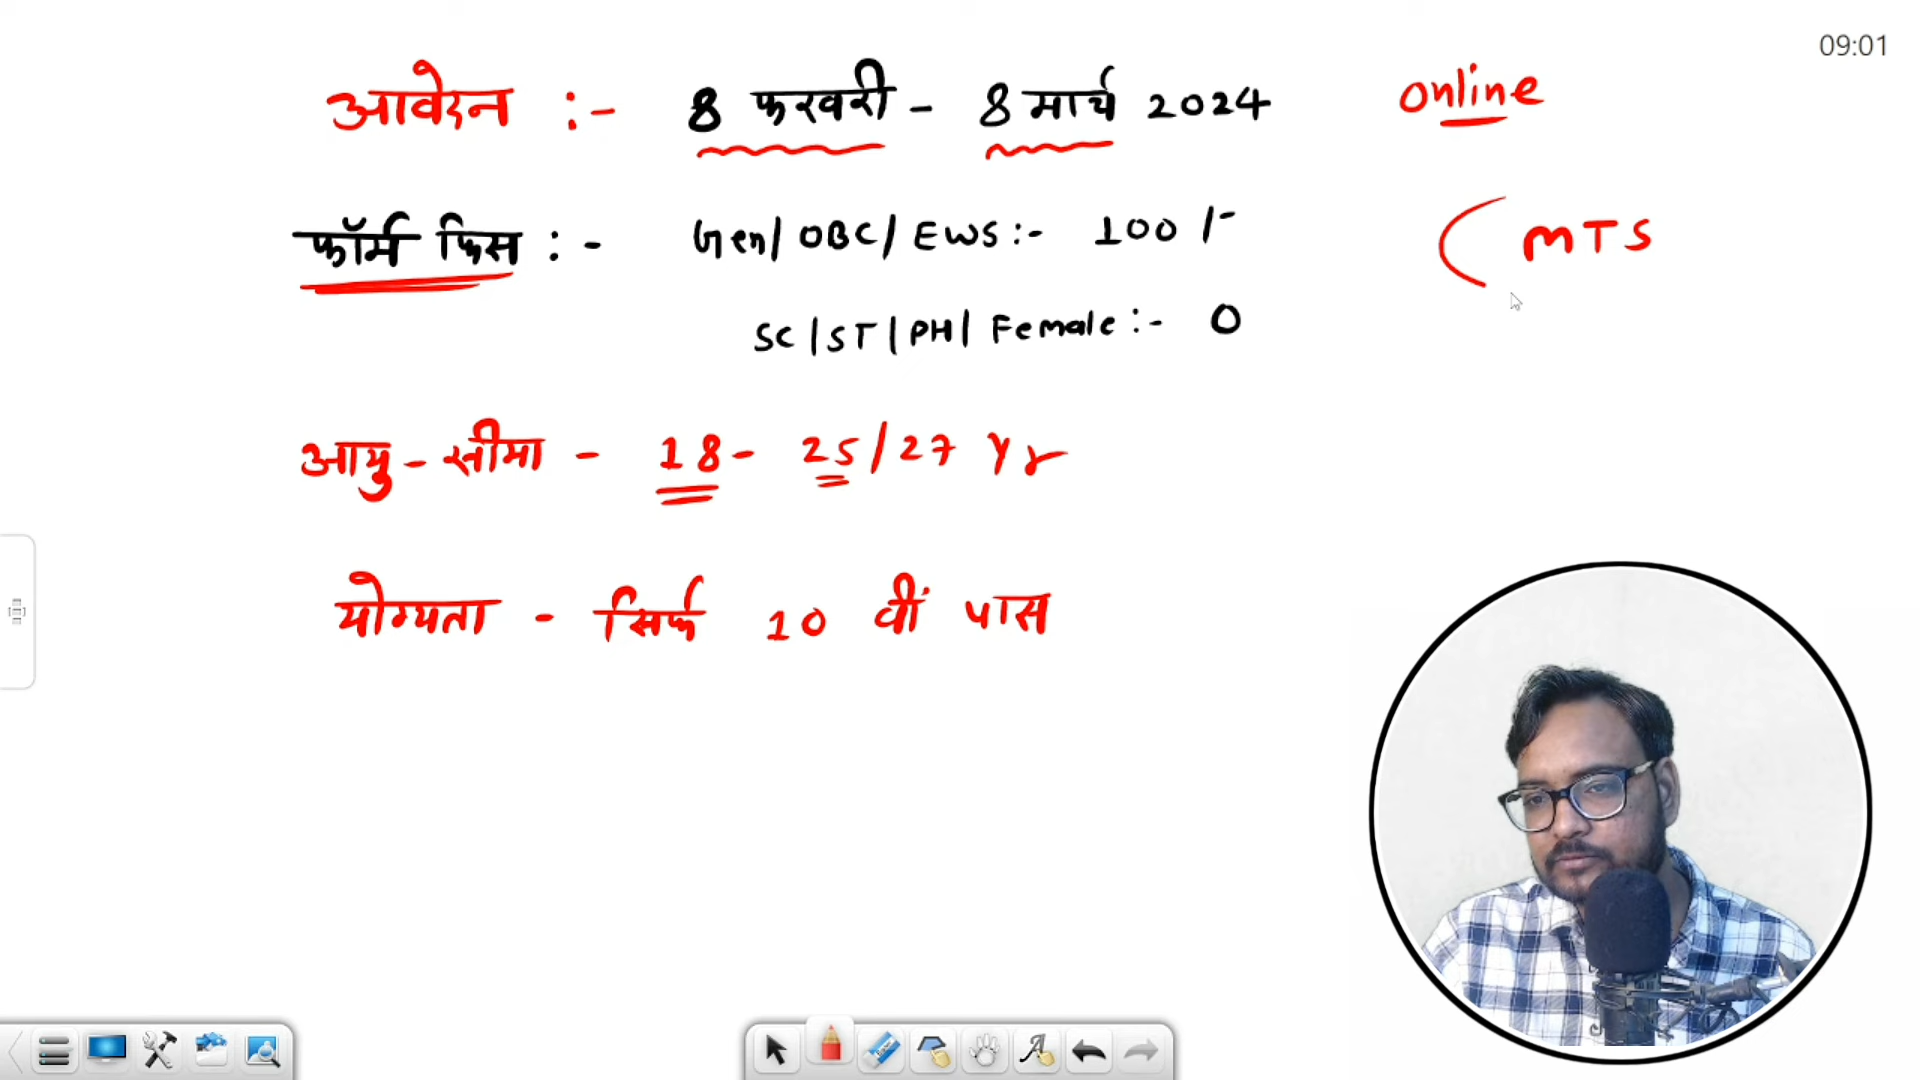 09:01
आवेदन :- 8 फरवरी - 8 मार्च 2024 online
फॉर्म फिस :- Gen/ OBC/ EWS :- 100 /- ( MTS
SC/ST/PH/ Female :- 0
आयु - सीमा - 18 - 25/27 yr
योग्यता - सिर्फ 10 वीं पास